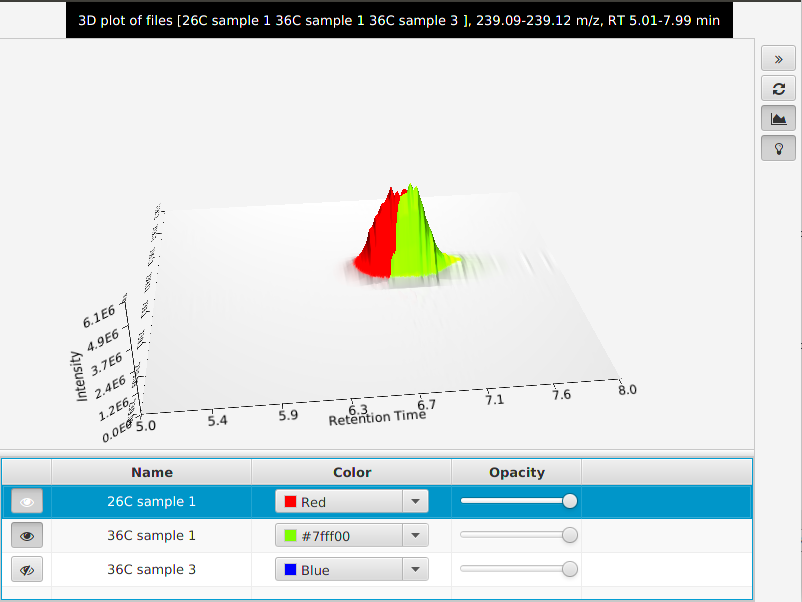 3D plot of files [26C sample 1 36C sample 1 36C sample 3 ], 239.09-239.12 m/z, RT 5.01-7.99 min
»
6.1E6
4.9E6
3.7E6
2.4E6
1.2E6
0.0E0
Intensity
5.0 5.4 5.9 6.3 6.7 7.1 7.6 8.0
Retention Time
Name Color Opacity
26C sample 1 Red
36C sample 1 #7fff00
36C sample 3 Blue